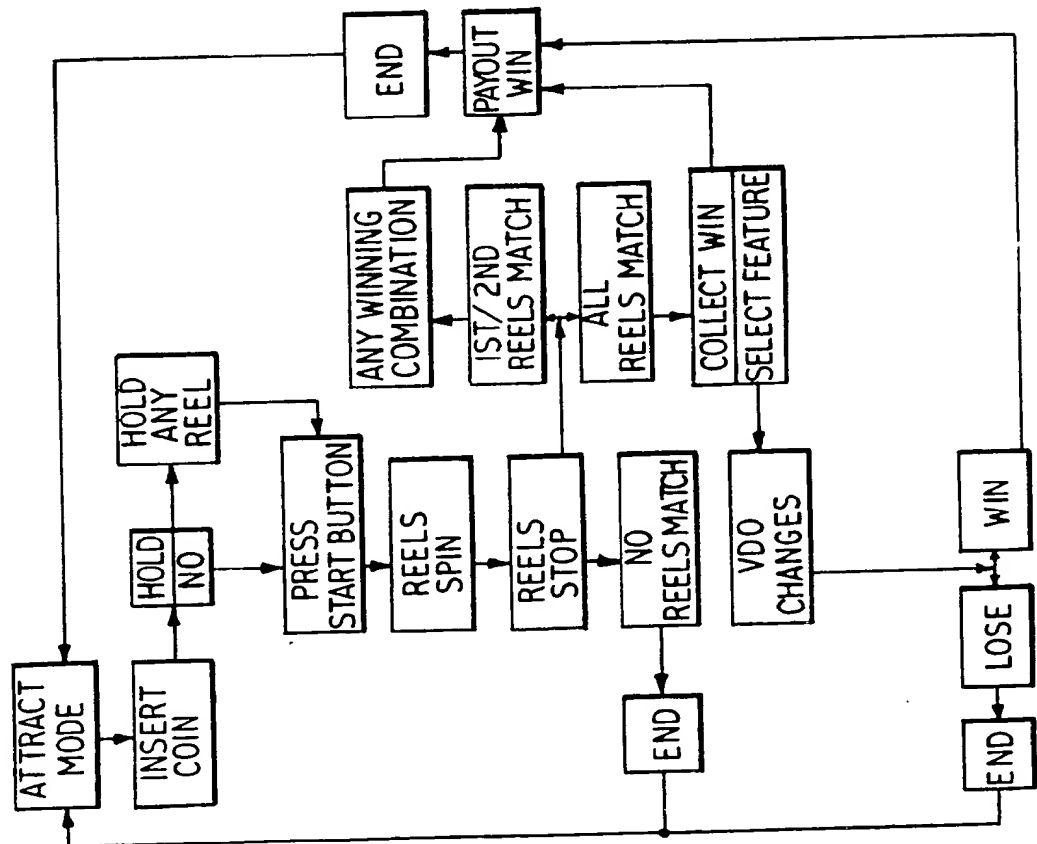 ATTRACT
MODE
INSERT
COIN
HOLD
NO
HOLD
ANY
REEL
PRESS
START BUTTON
REELS
SPIN
REELS
STOP
NO
REELS MATCH
END
ANY WINNING
COMBINATION
1ST/2ND
REELS MATCH
ALL
REELS MATCH
COLLECT WIN
SELECT FEATURE
PAYOUT
WIN
END
VDO
CHANGES
WIN
LOSE
END